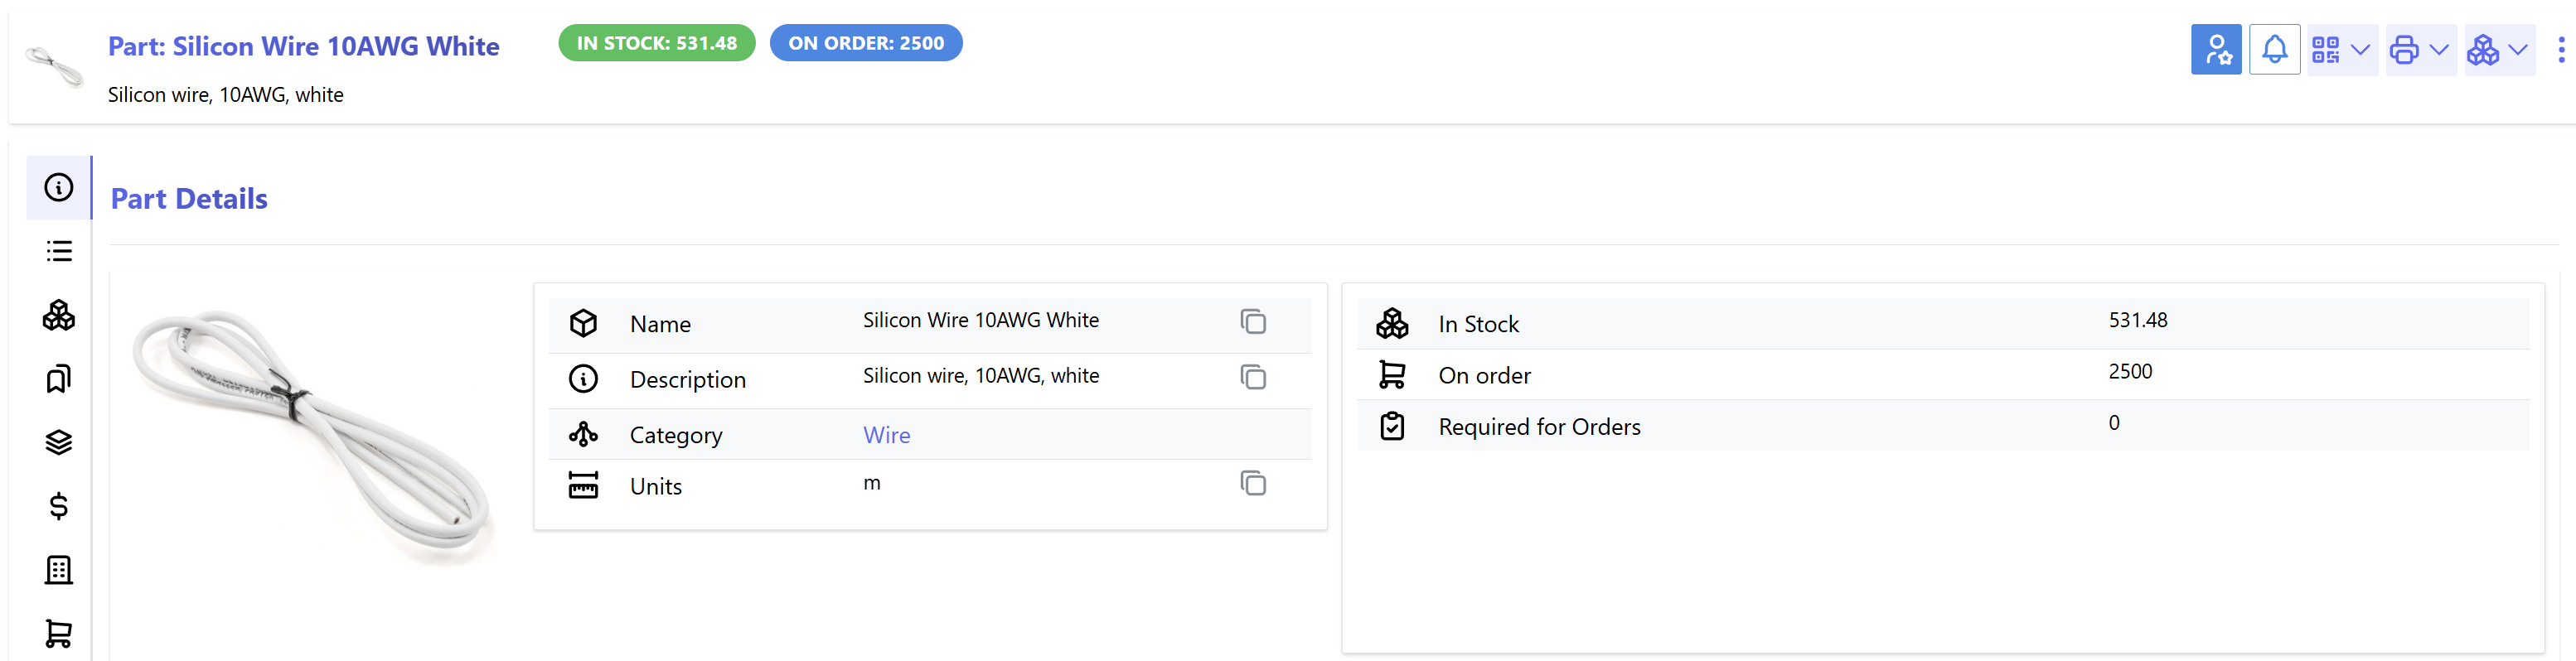 Part: Silicon Wire 10AWG White
IN STOCK: 531.48
ON ORDER: 2500
Silicon wire, 10AWG, white
Part Details
Name Silicon Wire 10AWG White
Description Silicon wire, 10AWG, white
Category Wire
Units m
In Stock 531.48
On order 2500
Required for Orders 0